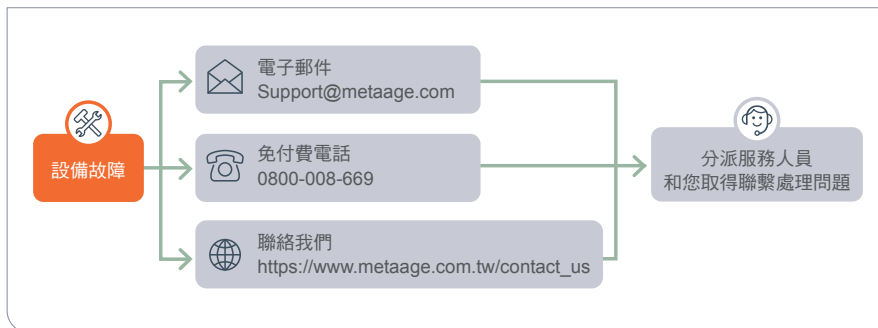 設備故障
電子郵件
Support@metaage.com
免付費電話
0800-008-669
聯絡我們
https://www.metaage.com.tw/contact_us
分派服務人員
和您取得聯繫處理問題